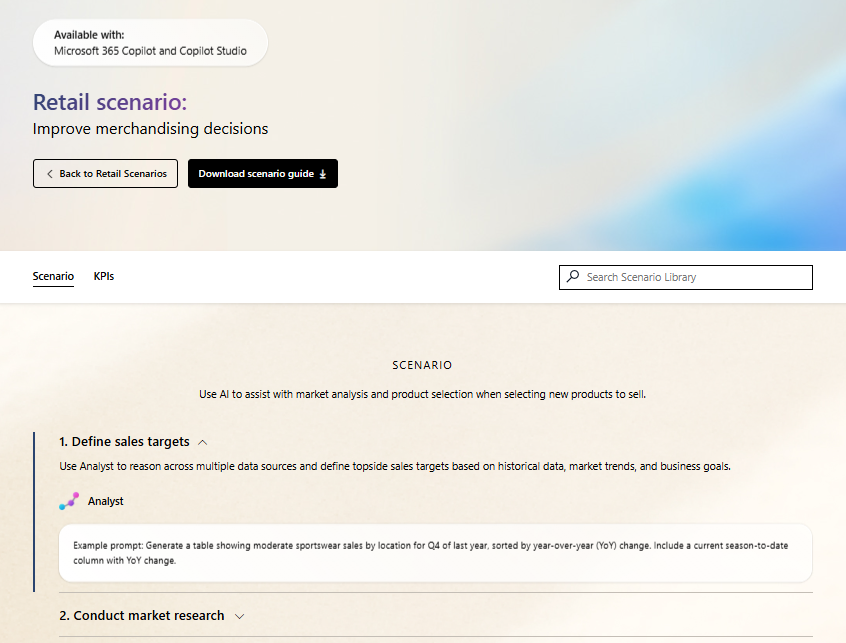 Available with:
Microsoft 365 Copilot and Copilot Studio
Retail scenario:
Improve merchandising decisions
Back to Retail Scenarios
Download scenario guide
Scenario
KPIs
Search Scenario Library
SCENARIO
Use AI to assist with market analysis and product selection when selecting new products to sell.
1. Define sales targets
Use Analyst to reason across multiple data sources and define topside sales targets based on historical data, market trends, and business goals.
Analyst
Example prompt: Generate a table showing moderate sportswear sales by location for Q4 of last year, sorted by year-over-year (YoY) change. Include a current season-to-date
column with YoY change.
2. Conduct market research